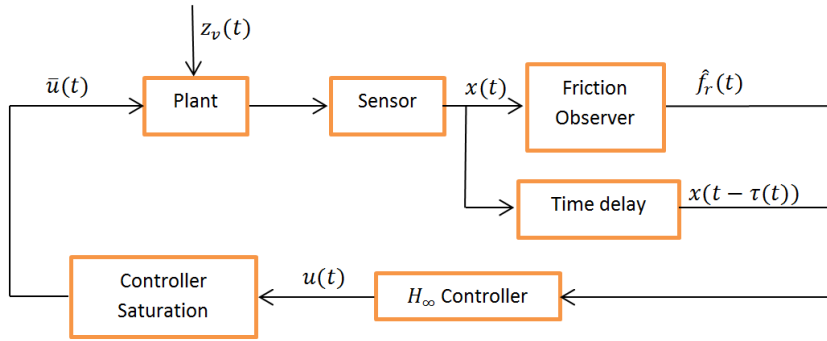 z_v(t)
ū(t)
Plant
Sensor
x(t)
Friction
Observer
f̂_r(t)
Time delay
x(t − τ(t))
Controller
Saturation
u(t)
H_∞ Controller